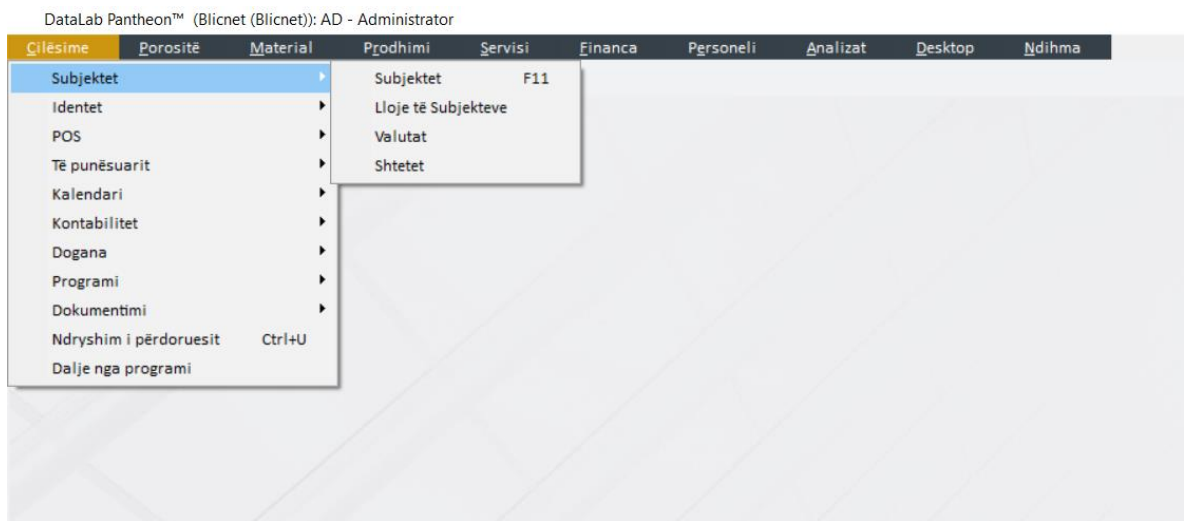 DataLab Pantheon™ (Blicnet (Blicnet)): AD - Administrator
Cilësime Porositë Material Prodhimi Servisi Financa Personeli Analizat Desktop Ndihma
Subjektet
Identet
POS
Të punësuarit
Kalendari
Kontabilitet
Dogana
Programi
Dokumentimi
Ndryshim i përdoruesit Ctrl+U
Dalje nga programi
Subjektet F11
Lloje të Subjekteve
Valutat
Shtetet